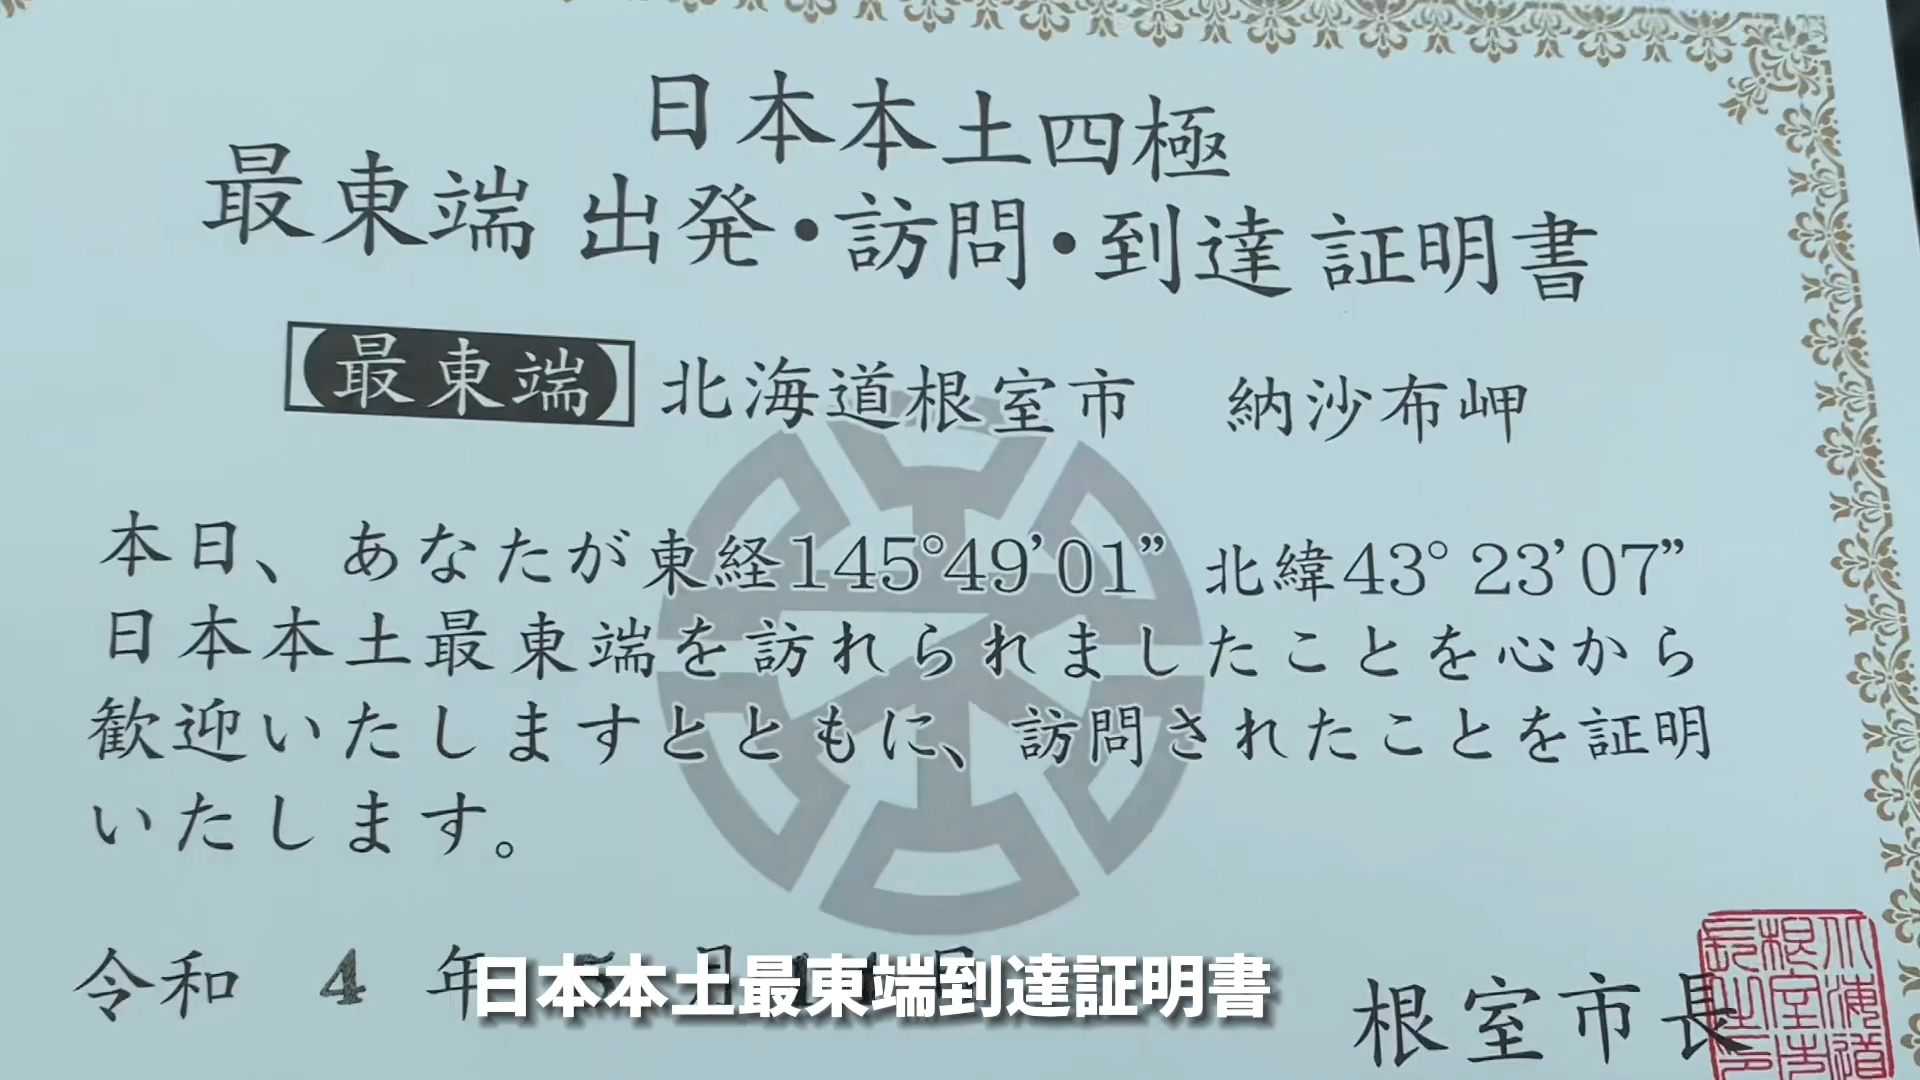 日本本土四極
最東端 出発・訪問・到達 証明書
【最東端】 北海道根室市 納沙布岬
本日、あなたが東経145°49’01” 北緯43°23’07”
日本本土最東端を訪れられましたことを心から
歓迎いたしますとともに、訪問されたことを証明
いたします。
令和 4 年
日本本土最東端到達証明書
根室市長